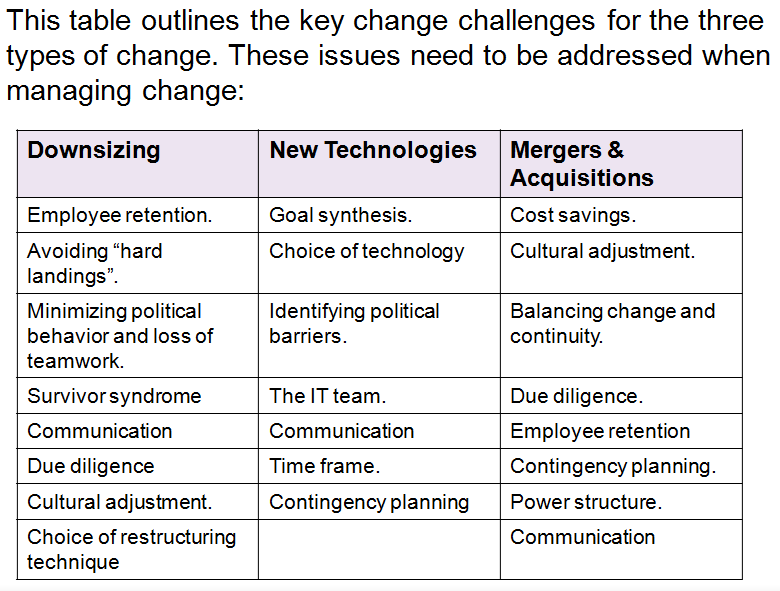 This table outlines the key change challenges for the three
types of change. These issues need to be addressed when
managing change:
Downsizing
New Technologies
Mergers &
Acquisitions
Employee retention.
Goal synthesis.
Cost savings.
Avoiding “hard
landings”.
Choice of technology
Cultural adjustment.
Minimizing political
behavior and loss of
teamwork.
Identifying political
barriers.
Balancing change and
continuity.
Survivor syndrome
The IT team.
Due diligence.
Communication
Communication
Employee retention
Due diligence
Time frame.
Contingency planning.
Cultural adjustment.
Contingency planning
Power structure.
Choice of restructuring
technique
Communication